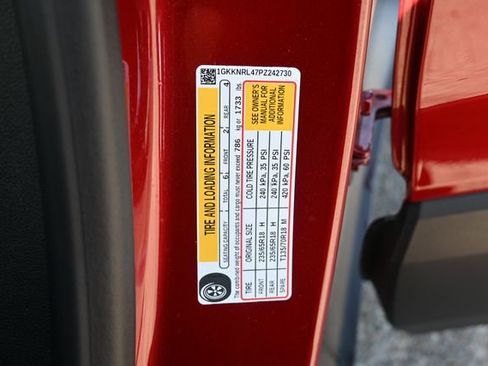 1GKKNRL47PZ242730
TIRE AND LOADING INFORMATION
SEATING CAPACITY TOTAL 6 FRONT 2 REAR 4
The combined weight of occupants and cargo must never exceed 786 kg or 1733 lbs.
TIRE ORIGINAL SIZE COLD TIRE PRESSURE
FRONT 235/65R18 H 240 kPa, 35 PSI
REAR 235/65R18 H 240 kPa, 35 PSI
SPARE T135/70R18 M 420 kPa, 60 PSI
SEE OWNER'S
MANUAL FOR
ADDITIONAL
INFORMATION